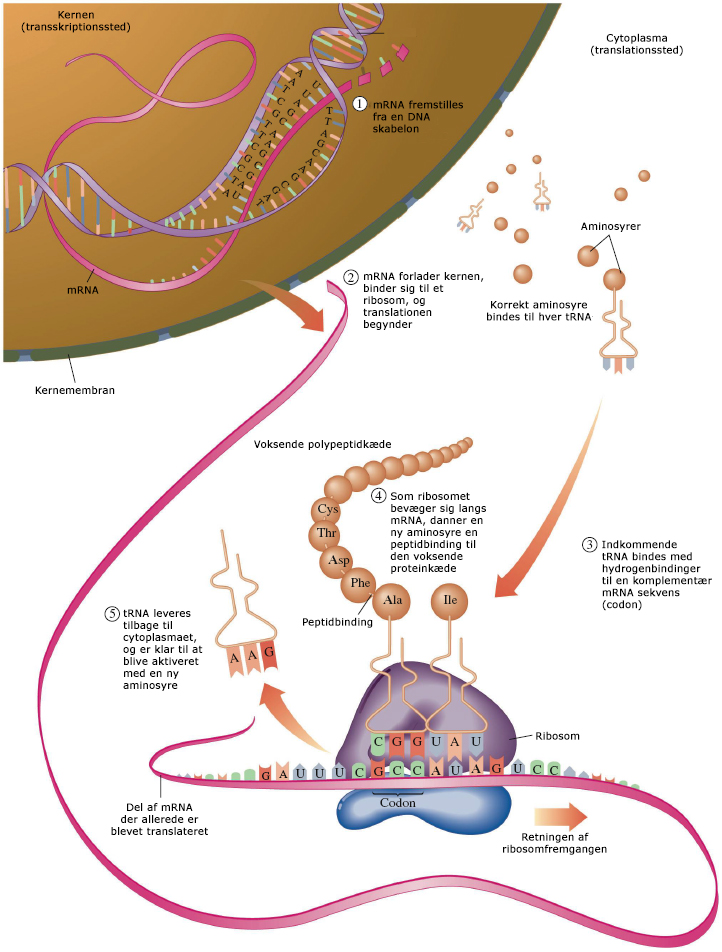 Kernen
(transskriptionssted)
Cytoplasma
(translationssted)
1 mRNA fremstilles
fra en DNA
skabelon
Aminosyrer
mRNA
2 mRNA forlader kernen,
binder sig til et
ribosom, og
translationen
begynder
Korrekt aminosyre
bindes til hver tRNA
Kernemembran
Voksende polypeptidkæde
4 Som ribosomet
bevæger sig langs
mRNA, danner en
ny aminosyre en
peptidbinding til
den voksende
proteinkæde
Cys
Thr
Asp
Phe
Ala
Ile
3 Indkommende
tRNA bindes med
hydrogenbindinger
til en komplementær
mRNA sekvens
(codon)
Peptidbinding
5 tRNA leveres
tilbage til
cytoplasmaet,
og er klar til at
blive aktiveret
med en ny
aminosyre
A A G
Ribosom
C G G U A U
G A U U U C G C C A U A G U C C
Codon
Del af mRNA
der allerede er
blevet translateret
Retningen af
ribosomfremgangen